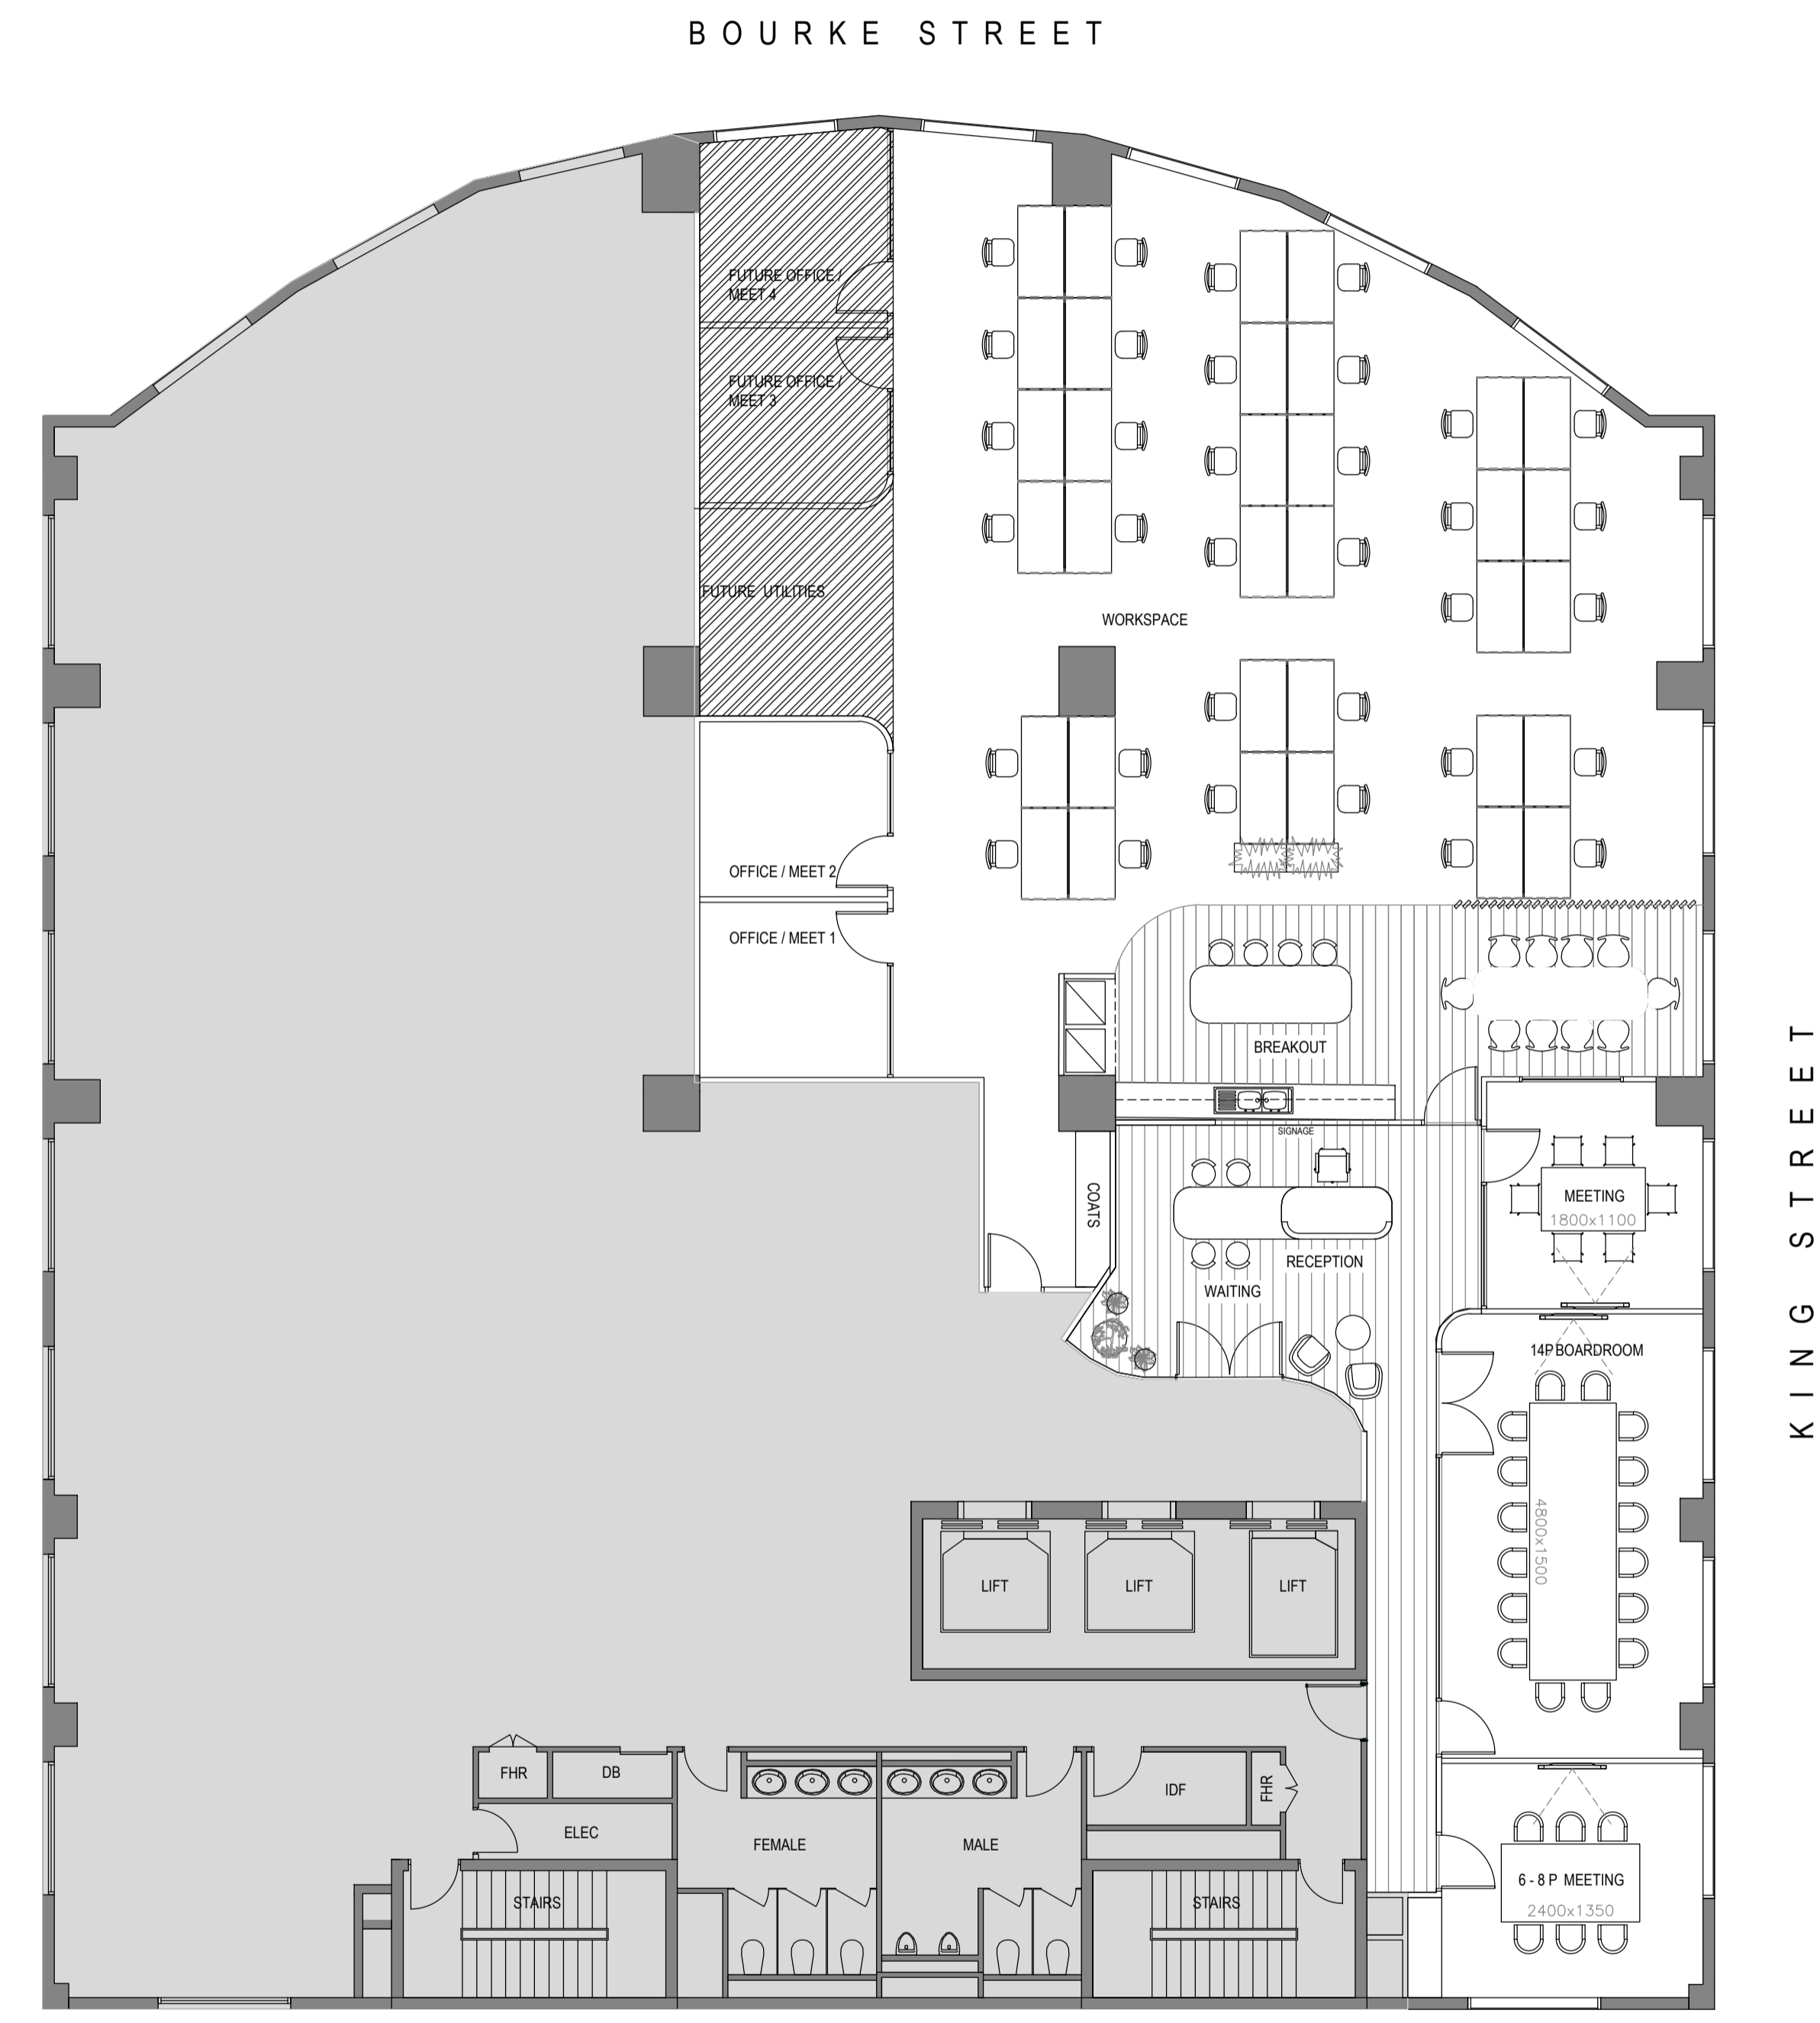 BOURKE STREET
FUTURE OFFICE /
MEET 4
FUTURE OFFICE /
MEET 3
FUTURE UTILITIES
WORKSPACE
OFFICE / MEET 2
OFFICE / MEET 1
BREAKOUT
SIGNAGE
COATS
MEETING
1800x1100
RECEPTION
WAITING
KING STREET
14P BOARDROOM
4800x1500
LIFT
LIFT
LIFT
FHR
DB
IDF
FHR
ELEC
FEMALE
MALE
STAIRS
STAIRS
6 - 8 P MEETING
2400x1350